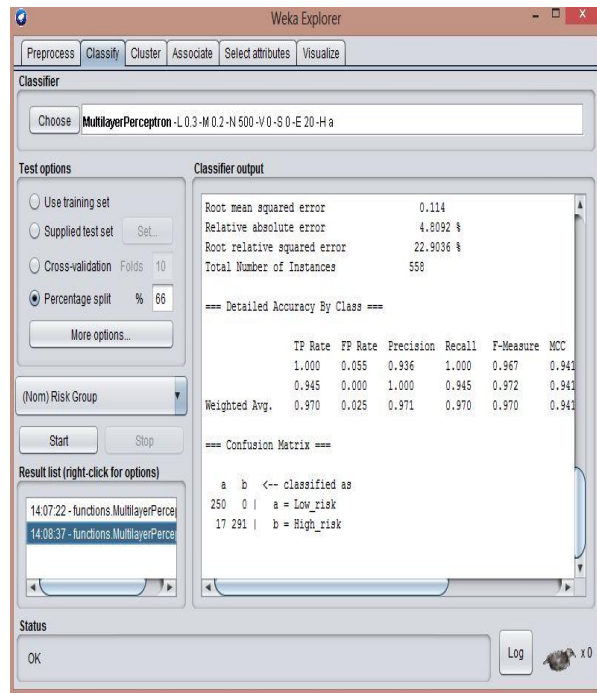 Weka Explorer
Preprocess Classify Cluster Associate Select attributes Visualize
Classifier
Choose MultilayerPerceptron -L 0.3 -M 0.2 -N 500 -V 0 -S 0 -E 20 -H a
Test options
Use training set
Supplied test set Set...
Cross-validation Folds 10
Percentage split % 66
More options...
(Nom) Risk Group
Start Stop
Result list (right-click for options)
14:07:22 - functions.MultilayerPercep
14:08:37 - functions.MultilayerPercep
Classifier output
Root mean squared error 0.114
Relative absolute error 4.8092 %
Root relative squared error 22.9036 %
Total Number of Instances 558
=== Detailed Accuracy By Class ===
TP Rate FP Rate Precision Recall F-Measure MCC
1.000 0.055 0.936 1.000 0.967 0.941
0.945 0.000 1.000 0.945 0.972 0.941
Weighted Avg. 0.970 0.025 0.971 0.970 0.970 0.941
=== Confusion Matrix ===
a b <-- classified as
250 0 | a = Low_risk
17 291 | b = High_risk
Status
OK
Log
x 0